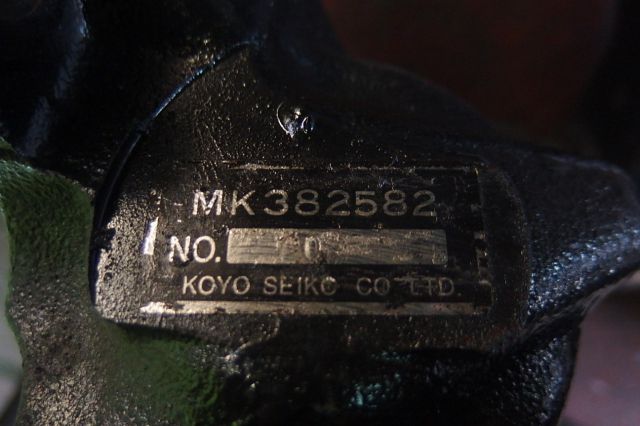 MK382582
NO.
KOYO SEIKO CO LTD.